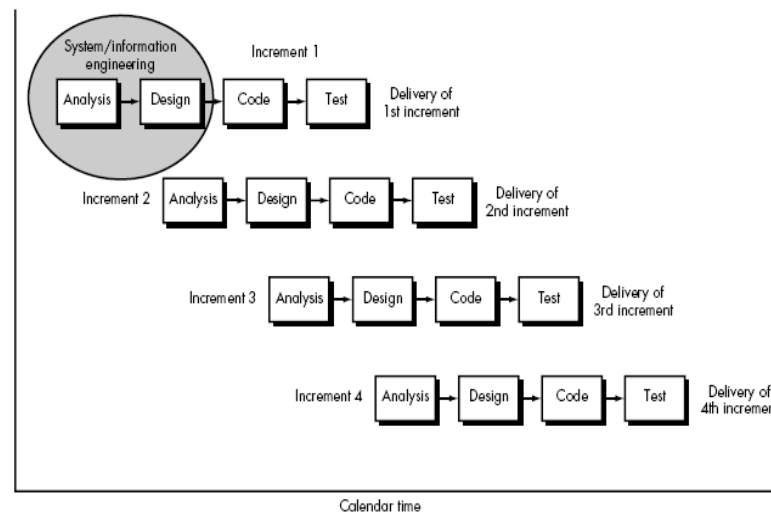 System/information
engineering
Increment 1
Analysis
Design
Code
Test
Delivery of
1st increment
Increment 2
Analysis
Design
Code
Test
Delivery of
2nd increment
Increment 3
Analysis
Design
Code
Test
Delivery of
3rd increment
Increment 4
Analysis
Design
Code
Test
Delivery of
4th increment
Calendar time